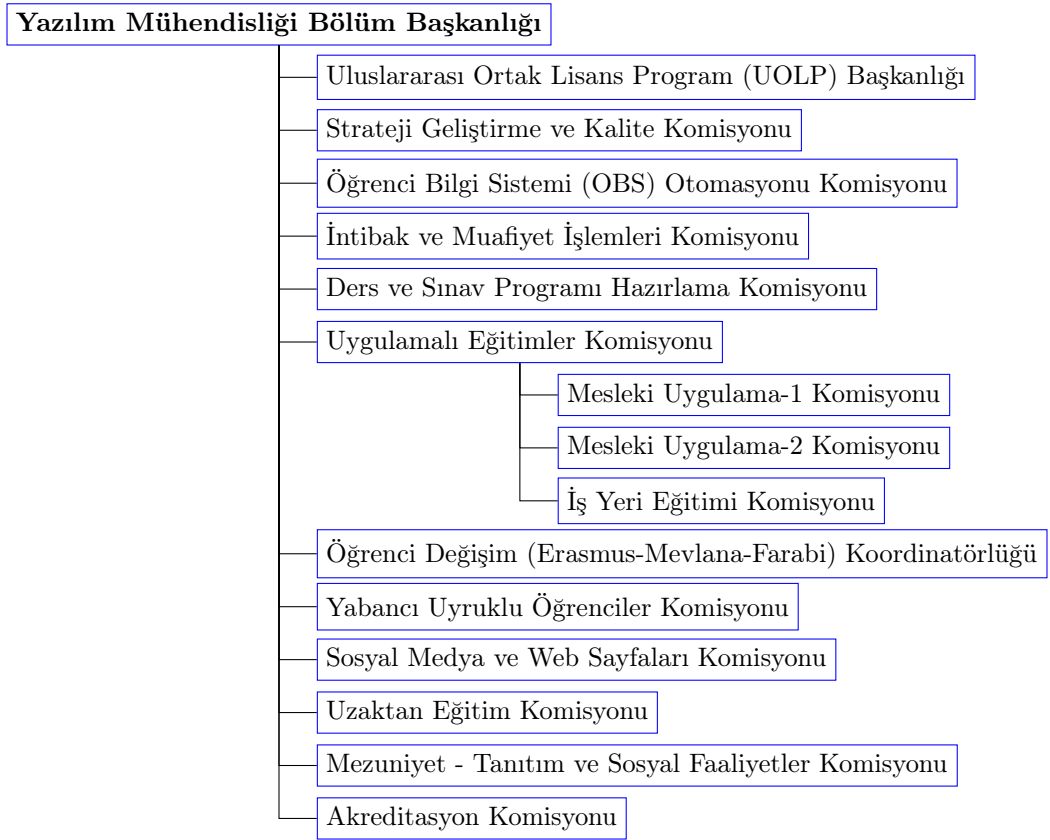 Yazılım Mühendisliği Bölüm Başkanlığı
Uluslararası Ortak Lisans Program (UOLP) Başkanlığı
Strateji Geliştirme ve Kalite Komisyonu
Öğrenci Bilgi Sistemi (OBS) Otomasyonu Komisyonu
İntibak ve Muafiyet İşlemleri Komisyonu
Ders ve Sınav Programı Hazırlama Komisyonu
Uygulamalı Eğitimler Komisyonu
Mesleki Uygulama-1 Komisyonu
Mesleki Uygulama-2 Komisyonu
İş Yeri Eğitimi Komisyonu
Öğrenci Değişim (Erasmus-Mevlana-Farabi) Koordinatörlüğü
Yabancı Uyruklu Öğrenciler Komisyonu
Sosyal Medya ve Web Sayfaları Komisyonu
Uzaktan Eğitim Komisyonu
Mezuniyet - Tanıtım ve Sosyal Faaliyetler Komisyonu
Akreditasyon Komisyonu